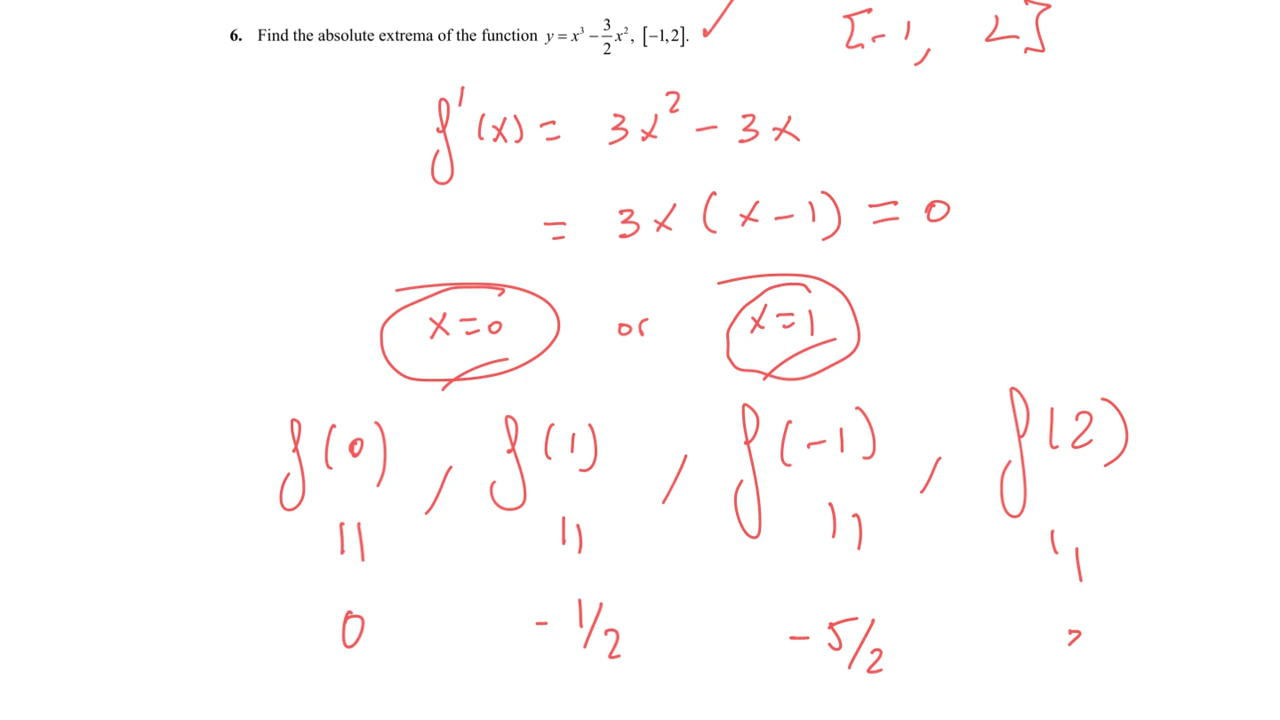 6. Find the absolute extrema of the function y = x³ − 3/2 x², [−1,2]. ✓ [-1, 2]
f'(x) = 3x² - 3x
= 3x (x-1) = 0
x=0 or x=1
f(0), f(1), f(-1), f(2)
|| || || ||
0 -1/2 -5/2